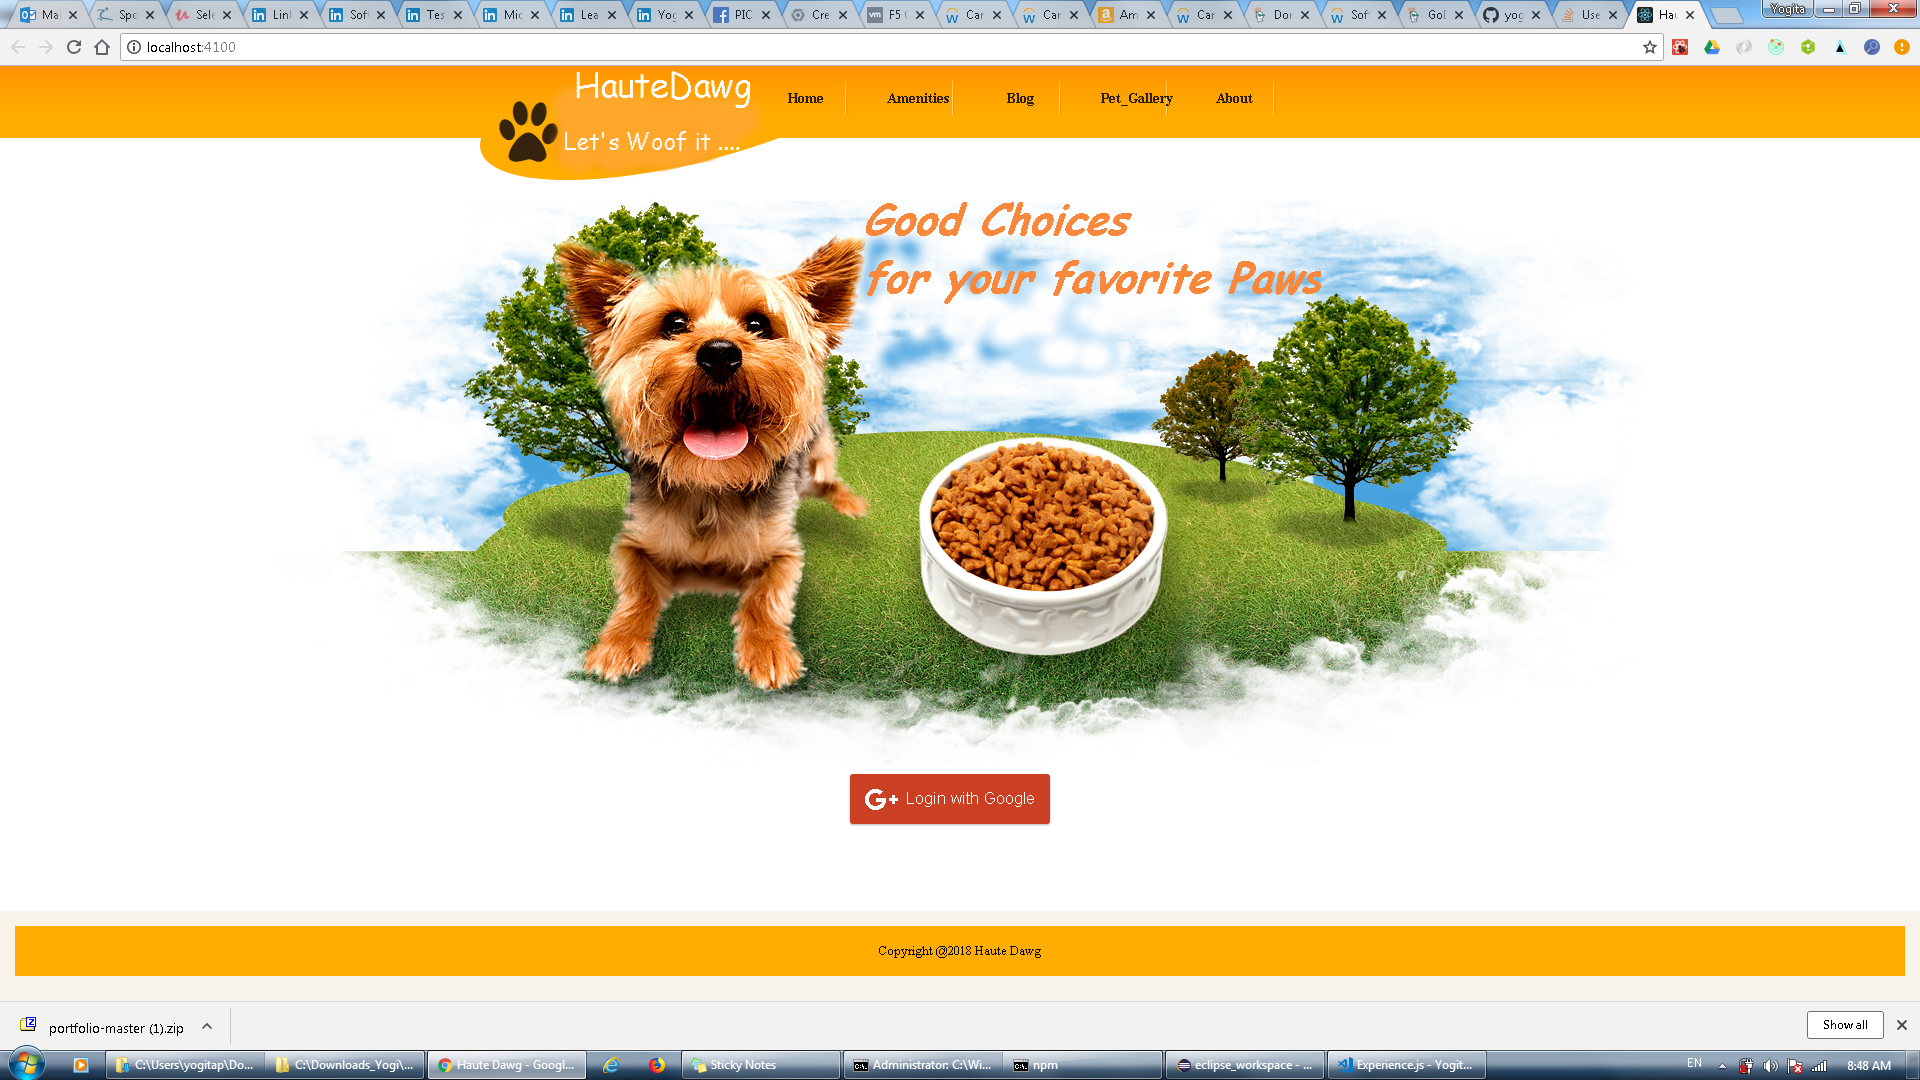 Ma
Spo
Sele
Linl
Soft
Tes
Mic
Lea
Yog
PIC
Cre
F5
Car
Car
Am
Car
Dor
Soft
Gol
yog
Use
Hau
Yogita
localhost:4100
HauteDawg
Let's Woof it ....
Home
Amenities
Blog
Pet_Gallery
About
Good Choices
for your favorite Paws
G+ Login with Google
Copyright @2018 Haute Dawg
portfolio-master (1).zip
Show all
C:\Users\yogitap\Do...
C:\Downloads_Yogi\...
Haute Dawg - Googl...
Sticky Notes
Administrator: C:\Wi...
npm
eclipse_workspace - ...
Experience.js - Yogit...
EN
8:48 AM